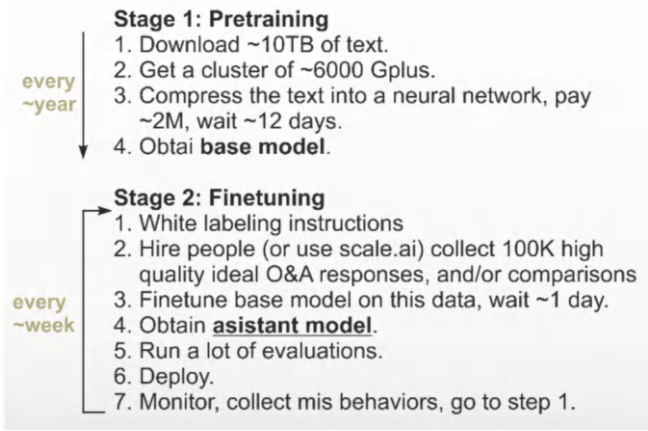 Stage 1: Pretraining
1. Download ~10TB of text.
2. Get a cluster of ~6000 Gplus.
3. Compress the text into a neural network, pay
~2M, wait ~12 days.
4. Obtai base model.
every
~year
Stage 2: Finetuning
1. White labeling instructions
2. Hire people (or use scale.ai) collect 100K high
quality ideal O&A responses, and/or comparisons
3. Finetune base model on this data, wait ~1 day.
4. Obtain asistant model.
5. Run a lot of evaluations.
6. Deploy.
7. Monitor, collect mis behaviors, go to step 1.
every
~week